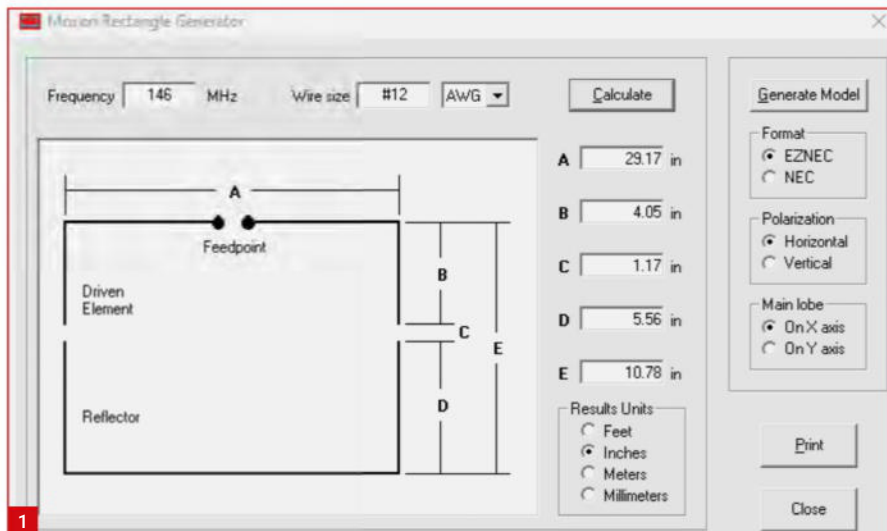 Moxon Rectangle Generator
Frequency 146 MHz Wire size #12 AWG Calculate
A
Feedpoint
Driven
Element
B
C
E
Reflector
D
A 29.17 in
B 4.05 in
C 1.17 in
D 5.56 in
E 10.78 in
Results Units
Feet
Inches
Meters
Millimeters
Generate Model
Format
EZNEC
NEC
Polarization
Horizontal
Vertical
Main lobe
On X axis
On Y axis
Print
Close
1